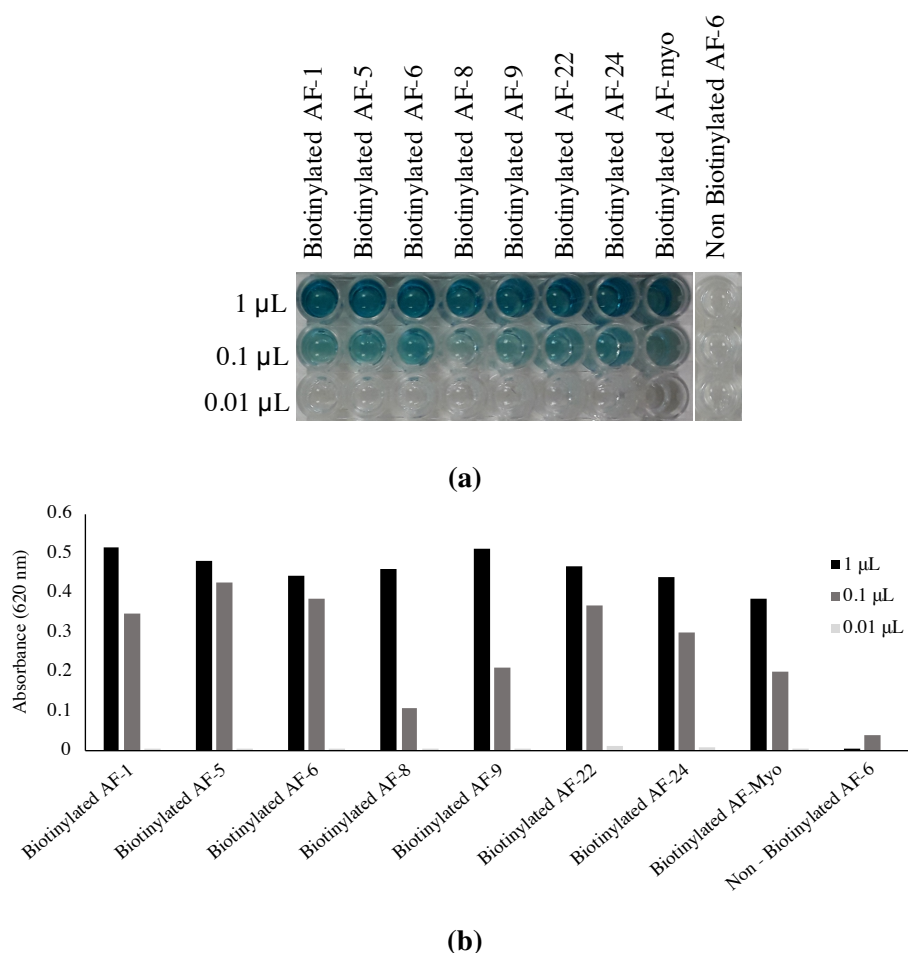 Biotinylated AF-1
Biotinylated AF-5
Biotinylated AF-6
Biotinylated AF-8
Biotinylated AF-9
Biotinylated AF-22
Biotinylated AF-24
Biotinylated AF-myo
Non Biotinylated AF-6
1 μL
0.1 μL
0.01 μL
(a)
0.6
0.5
0.4
0.3
0.2
0.1
0
Absorbance (620 nm)
1 μL
0.1 μL
0.01 μL
Biotinylated AF-1
Biotinylated AF-5
Biotinylated AF-6
Biotinylated AF-8
Biotinylated AF-9
Biotinylated AF-22
Biotinylated AF-24
Biotinylated AF-Myo
Non - Biotinylated AF-6
(b)